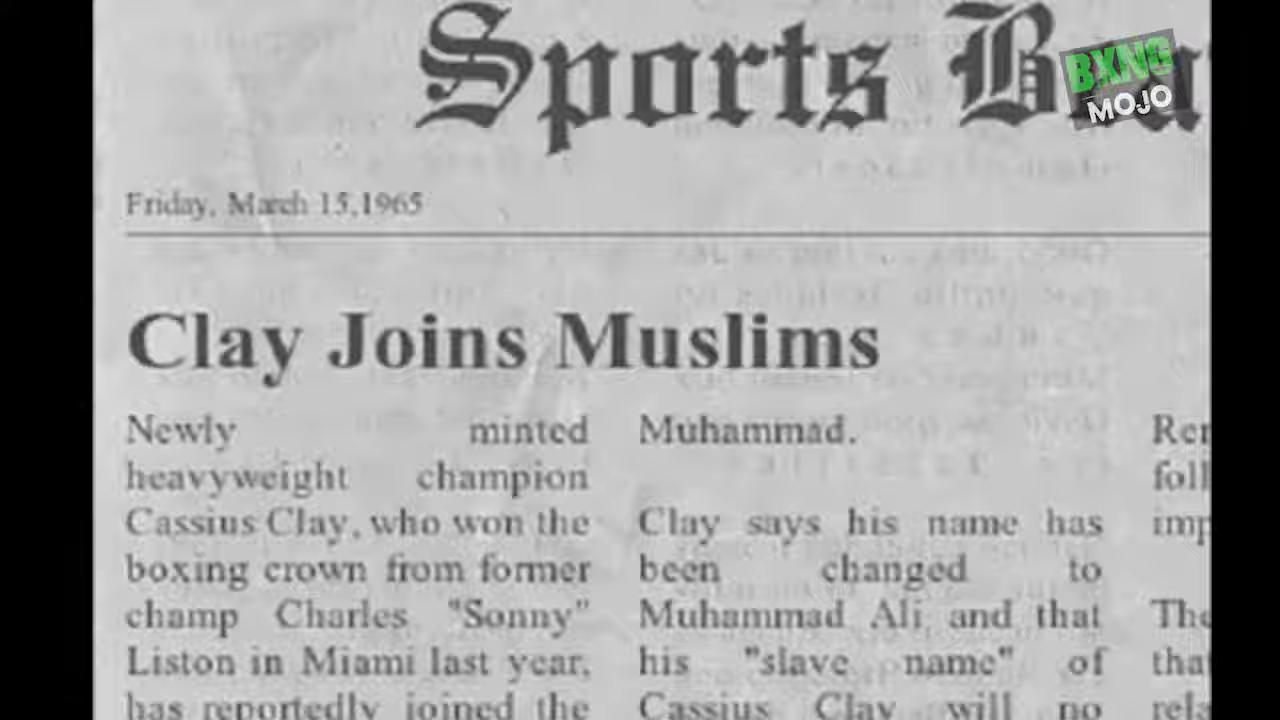 Sports
BXNG
MOJO
Friday, March 15,1965
Clay Joins Muslims
Newly minted
heavyweight champion
Cassius Clay, who won the
boxing crown from former
champ Charles "Sonny"
Liston in Miami last year,
has reportedly joined the
Muhammad.
Clay says his name has
been changed to
Muhammad Ali and that
his "slave name" of
Cassius Clay will no